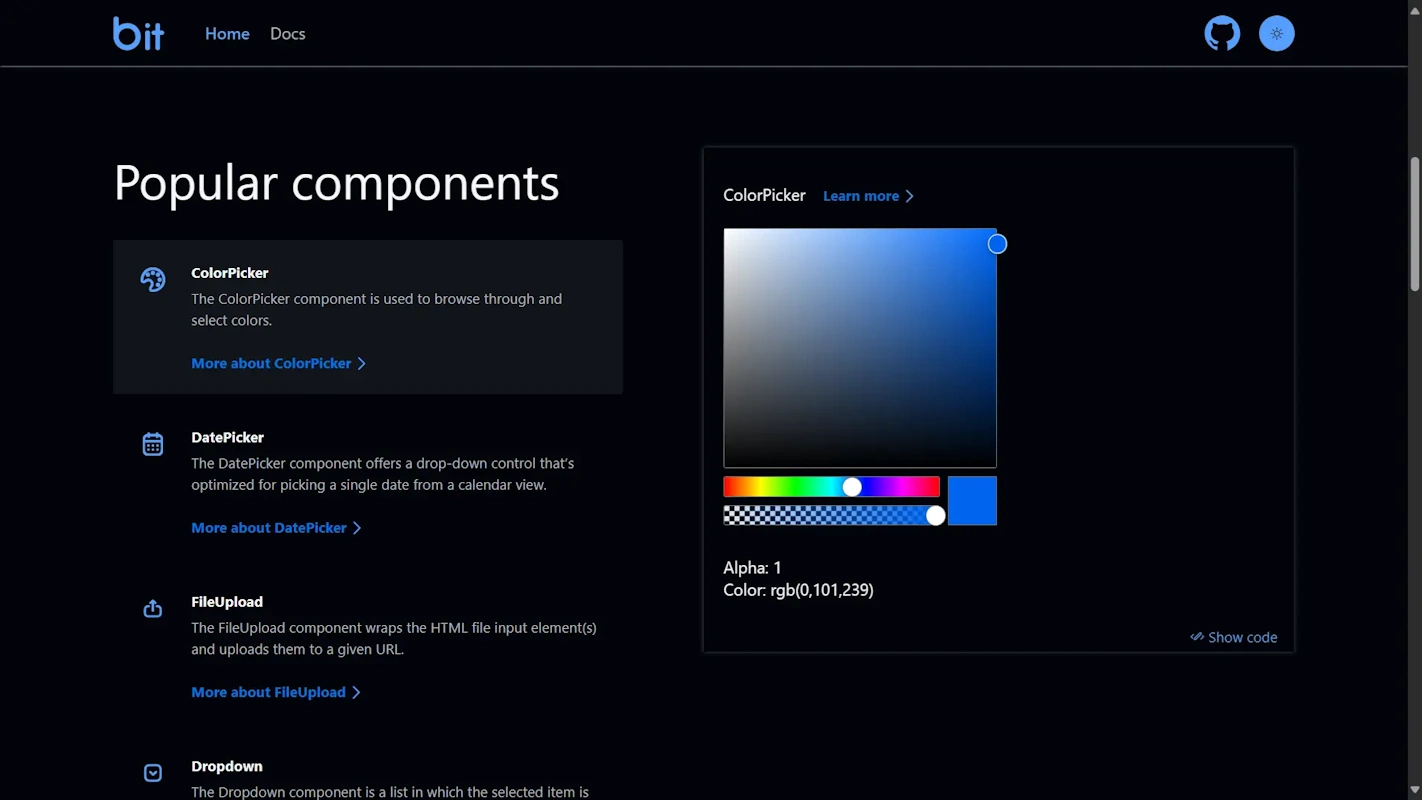 bit
Home
Docs
Popular components
ColorPicker
The ColorPicker component is used to browse through and
select colors.
More about ColorPicker
DatePicker
The DatePicker component offers a drop-down control that's
optimized for picking a single date from a calendar view.
More about DatePicker
FileUpload
The FileUpload component wraps the HTML file input element(s)
and uploads them to a given URL.
More about FileUpload
Dropdown
The Dropdown component is a list in which the selected item is
ColorPicker
Learn more
Alpha: 1
Color: rgb(0,101,239)
Show code